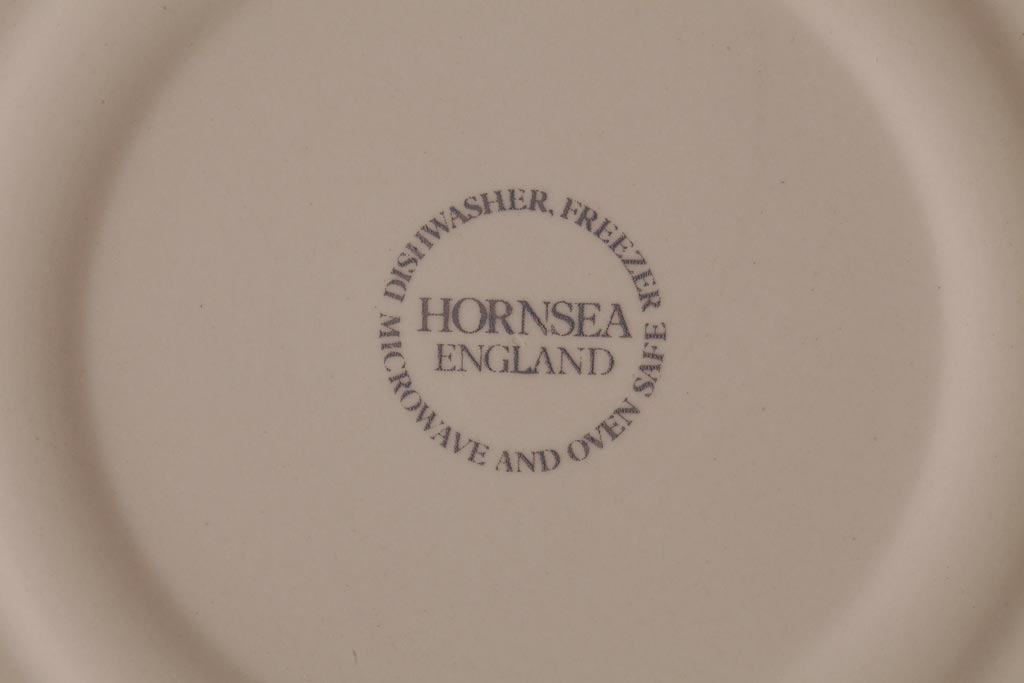 DISHWASHER, FREEZER
HORNSEA
ENGLAND
MICROWAVE AND OVEN SAFE